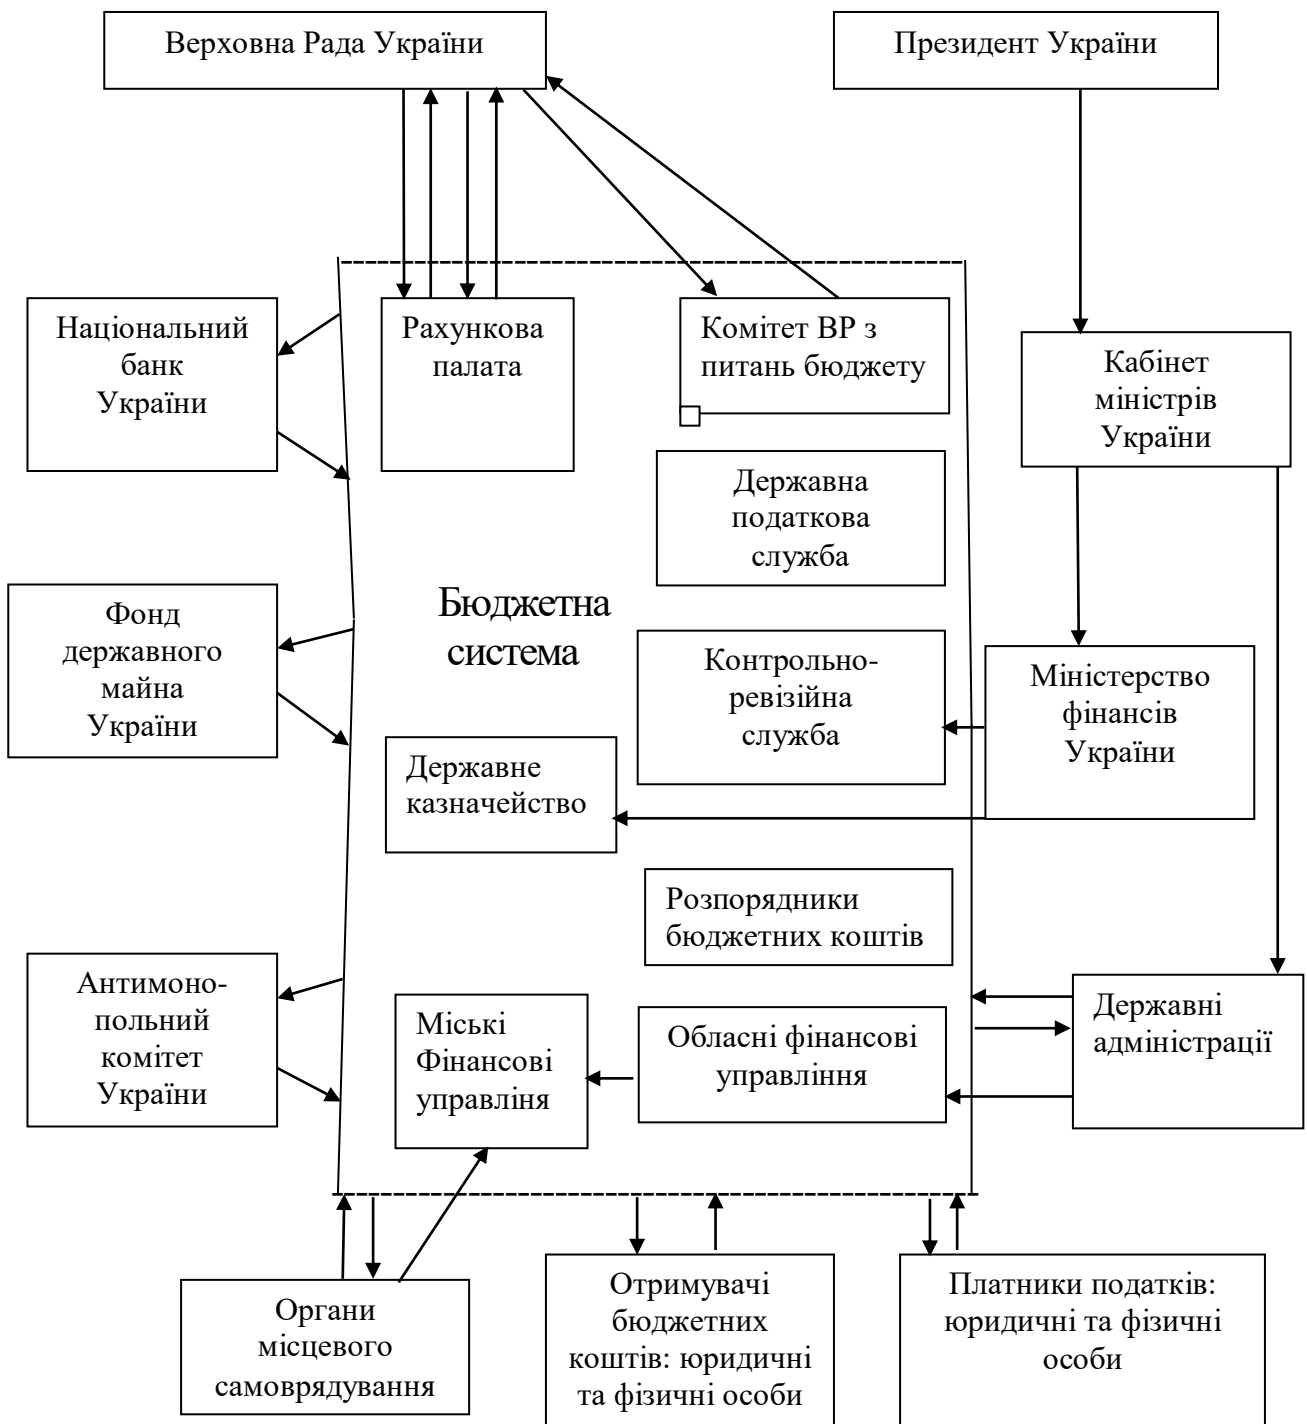 Верховна Рада України
Президент України
Національний
банк
України
Рахункова
палата
Комітет ВР з
питань бюджету
Кабінет
міністрів
України
Державна
податкова
служба
Фонд
державного
майна
України
Бюджетна
система
Контрольно-
ревізійна
служба
Міністерство
фінансів
України
Державне
казначейство
Розпорядники
бюджетних коштів
Антимоно-
польний
комітет
України
Міські
Фінансові
управліня
Обласні фінансові
управління
Державні
адміністрації
Органи
місцевого
самоврядування
Отримувачі
бюджетних
коштів: юридичні
та фізичні особи
Платники податків:
юридичні та фізичні
особи